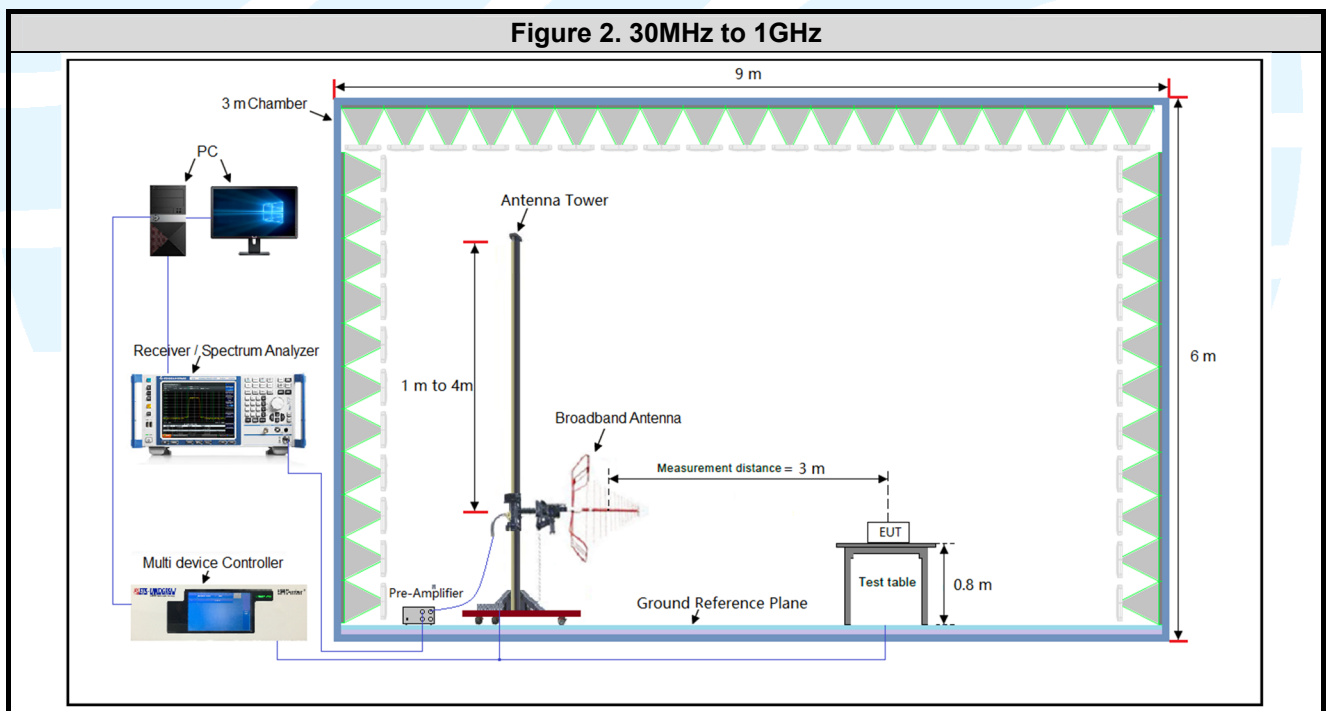 Figure 2. 30MHz to 1GHz
9 m
3 m Chamber
PC
Antenna Tower
Receiver / Spectrum Analyzer
1 m to 4m
6 m
Broadband Antenna
Measurement distance = 3 m
EUT
Multi device Controller
Test table
0.8 m
Pre-Amplifier
Ground Reference Plane